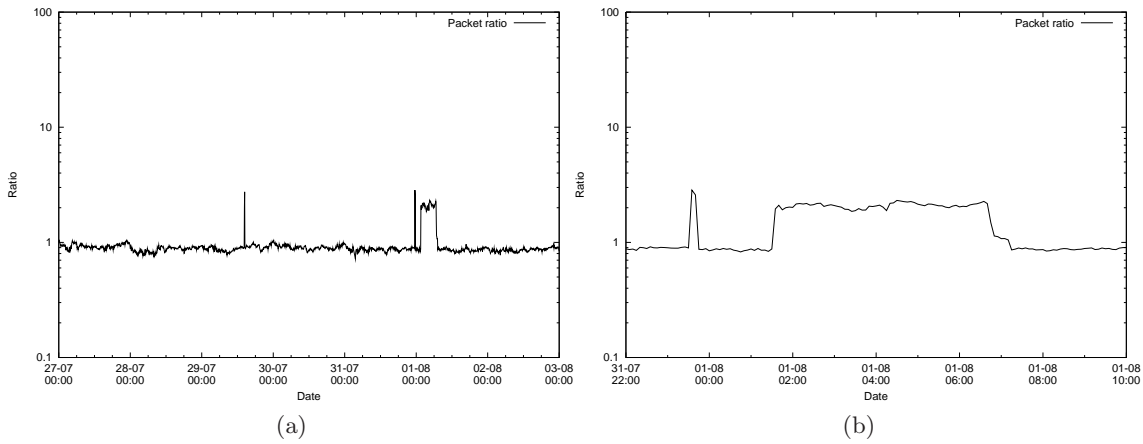 100
10
1
0.1
Ratio
Packet ratio
27-07 28-07 29-07 30-07 31-07 01-08 02-08 03-08
00:00 00:00 00:00 00:00 00:00 00:00 00:00 00:00
Date
(a)
100
10
1
0.1
Ratio
Packet ratio
31-07 01-08 01-08 01-08 01-08 01-08 01-08
22:00 00:00 02:00 04:00 06:00 08:00 10:00
Date
(b)